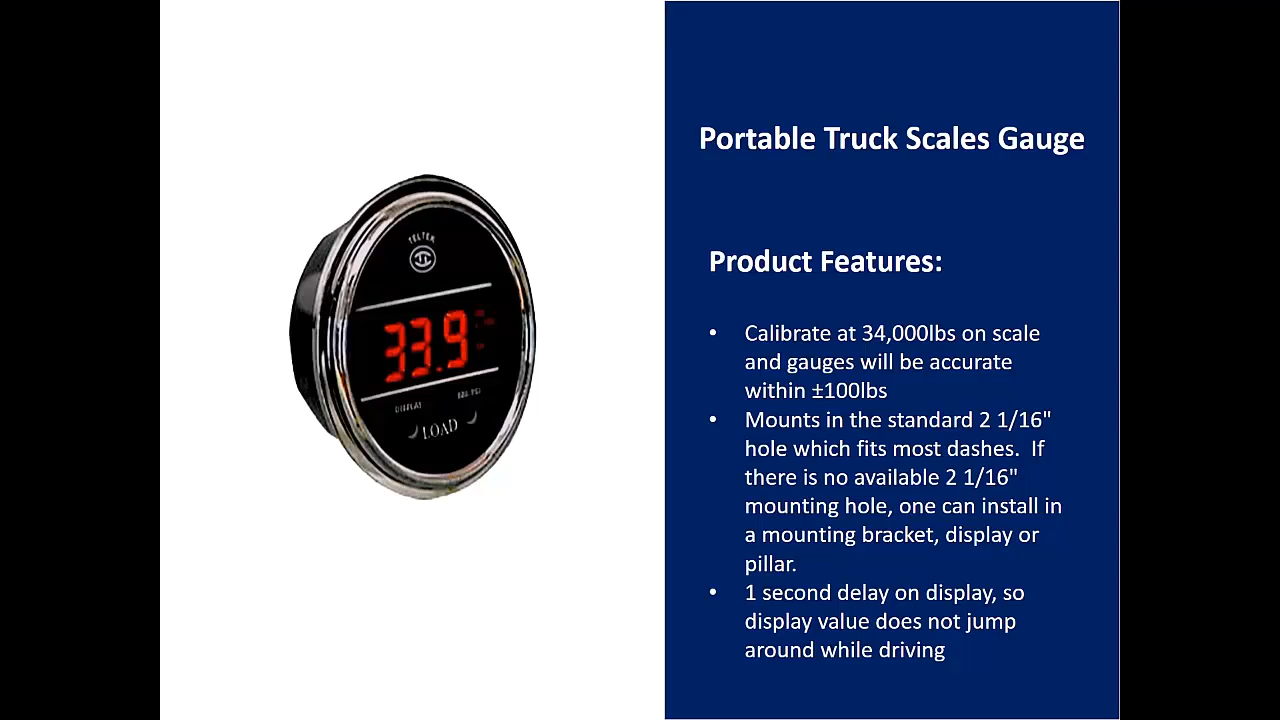 TELTEK
33.9
DISPLAY
LOAD
Portable Truck Scales Gauge
Product Features:
• Calibrate at 34,000lbs on scale
and gauges will be accurate
within ±100lbs
• Mounts in the standard 2 1/16"
hole which fits most dashes.  If
there is no available 2 1/16"
mounting hole, one can install in
a mounting bracket, display or
pillar.
• 1 second delay on display, so
display value does not jump
around while driving